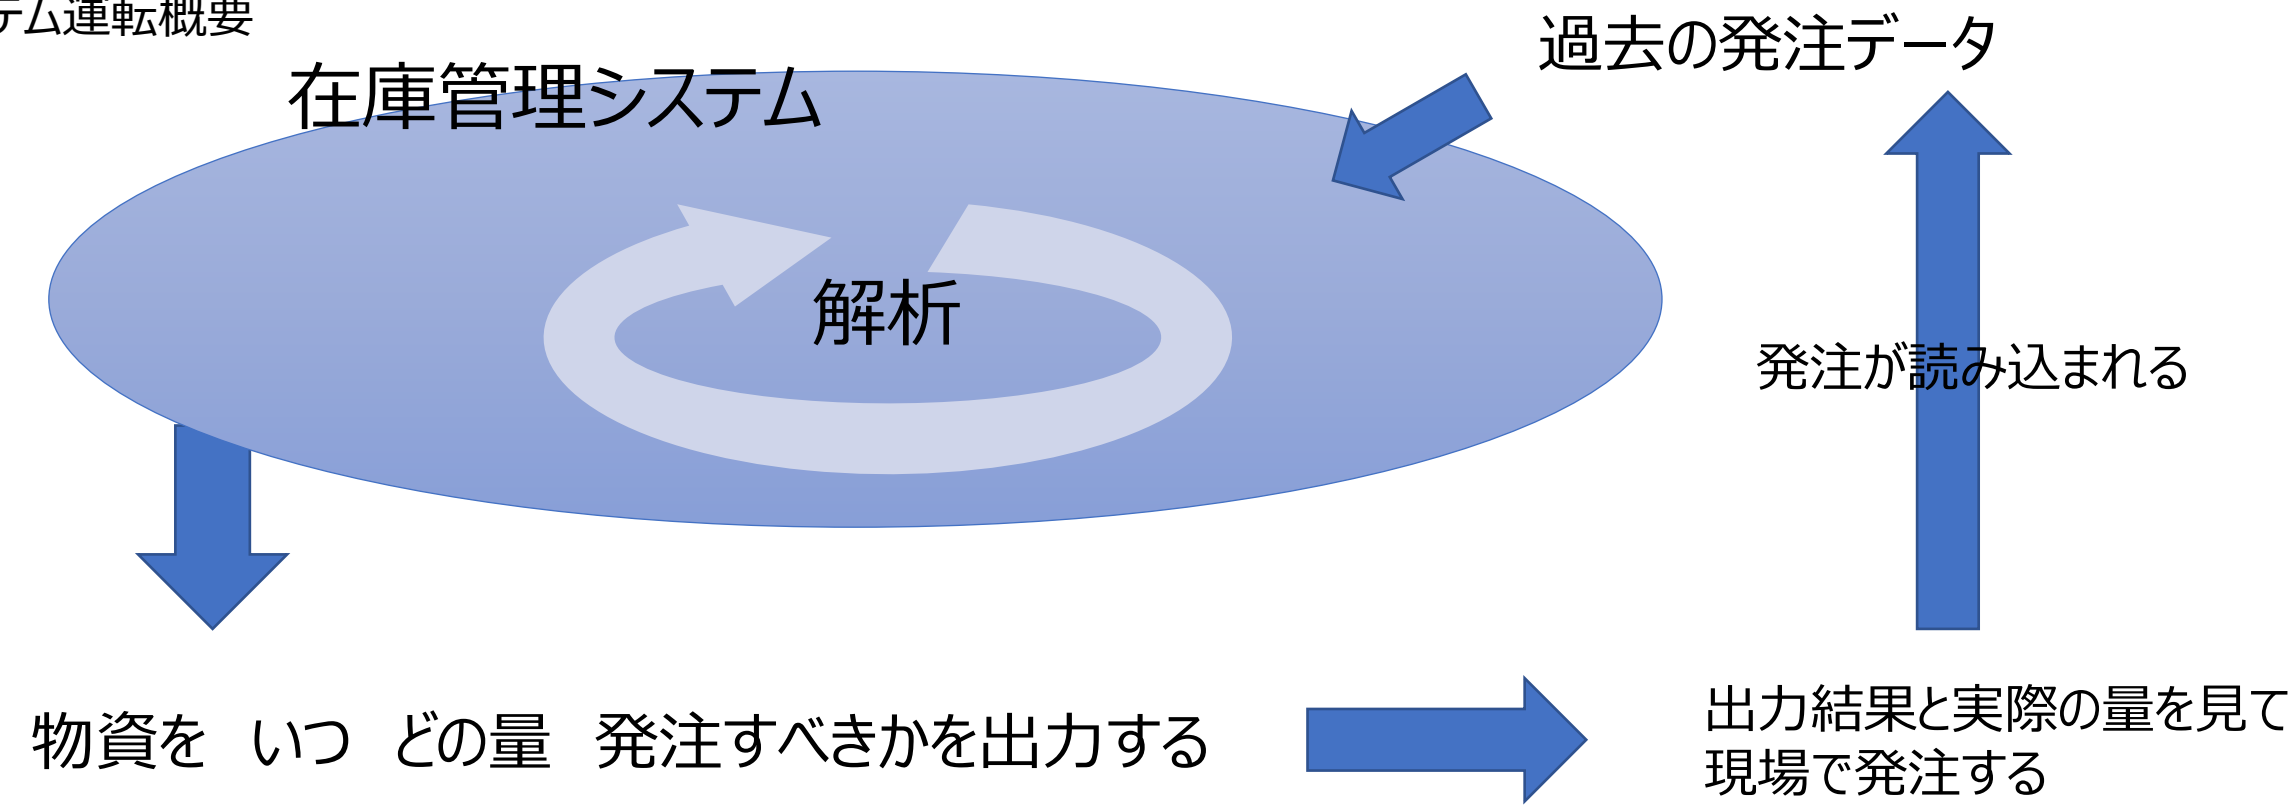 テム運転概要
過去の発注データ
在庫管理システム
解析
発注が読み込まれる
物資を　いつ　どの量　発注すべきかを出力する
出力結果と実際の量を見て
現場で発注する